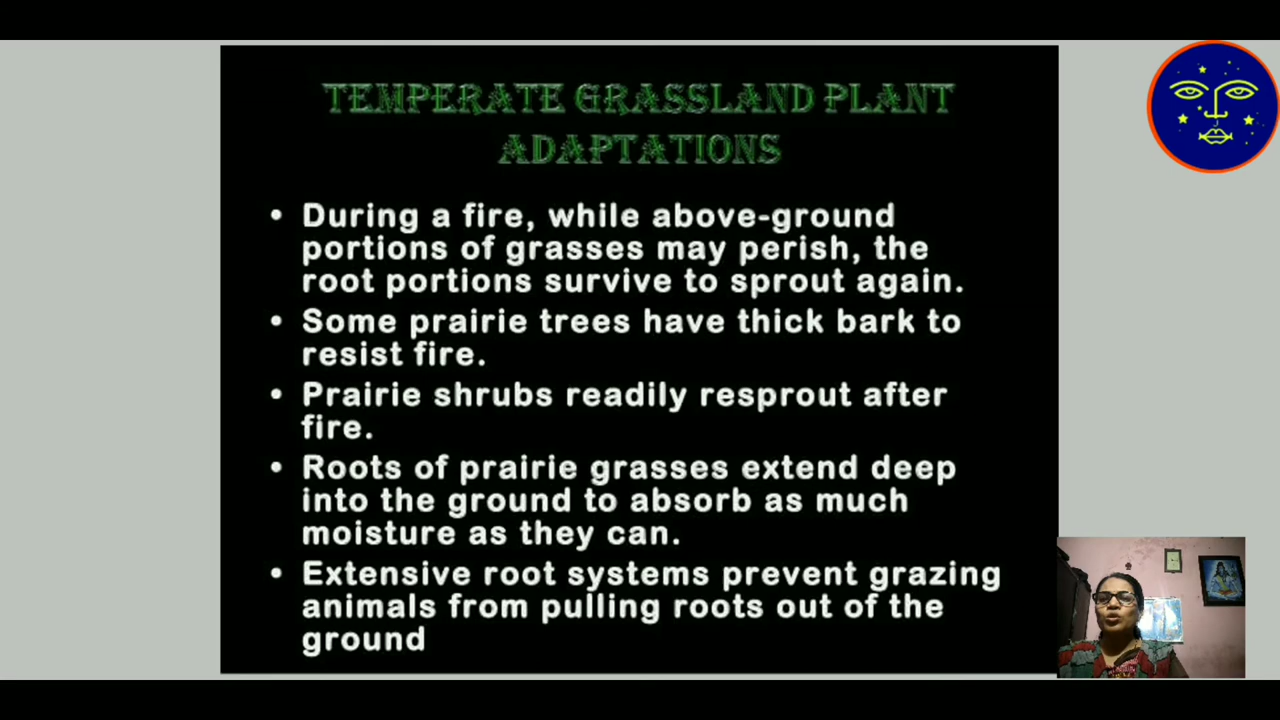 TEMPERATE GRASSLAND PLANT
ADAPTATIONS
• During a fire, while above-ground
portions of grasses may perish, the
root portions survive to sprout again.
• Some prairie trees have thick bark to
resist fire.
• Prairie shrubs readily resprout after
fire.
• Roots of prairie grasses extend deep
into the ground to absorb as much
moisture as they can.
• Extensive root systems prevent grazing
animals from pulling roots out of the
ground